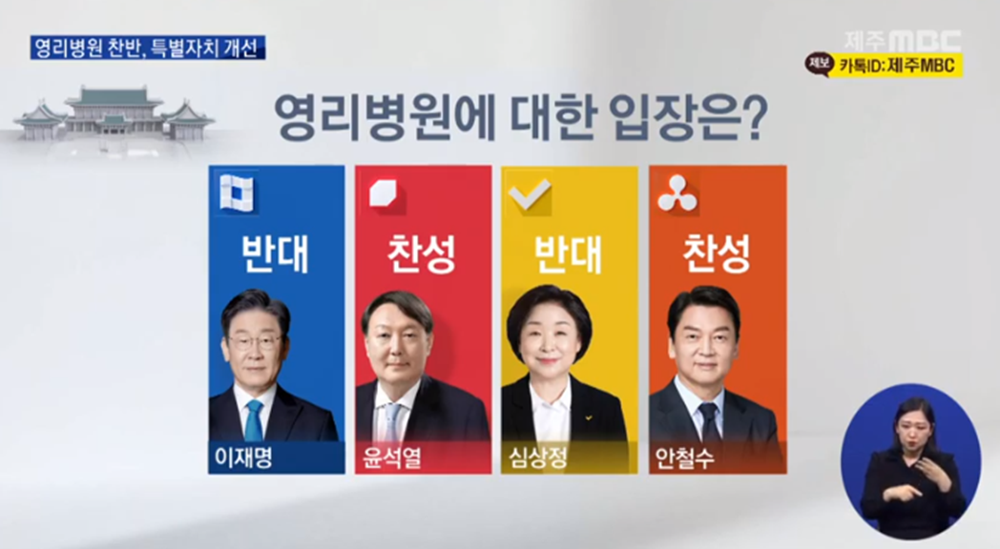 영리병원 찬반, 특별자치 개선
제주MBC
제보 카톡ID:제주MBC
영리병원에 대한 입장은?
반대
찬성
반대
찬성
이재명
윤석열
심상정
안철수